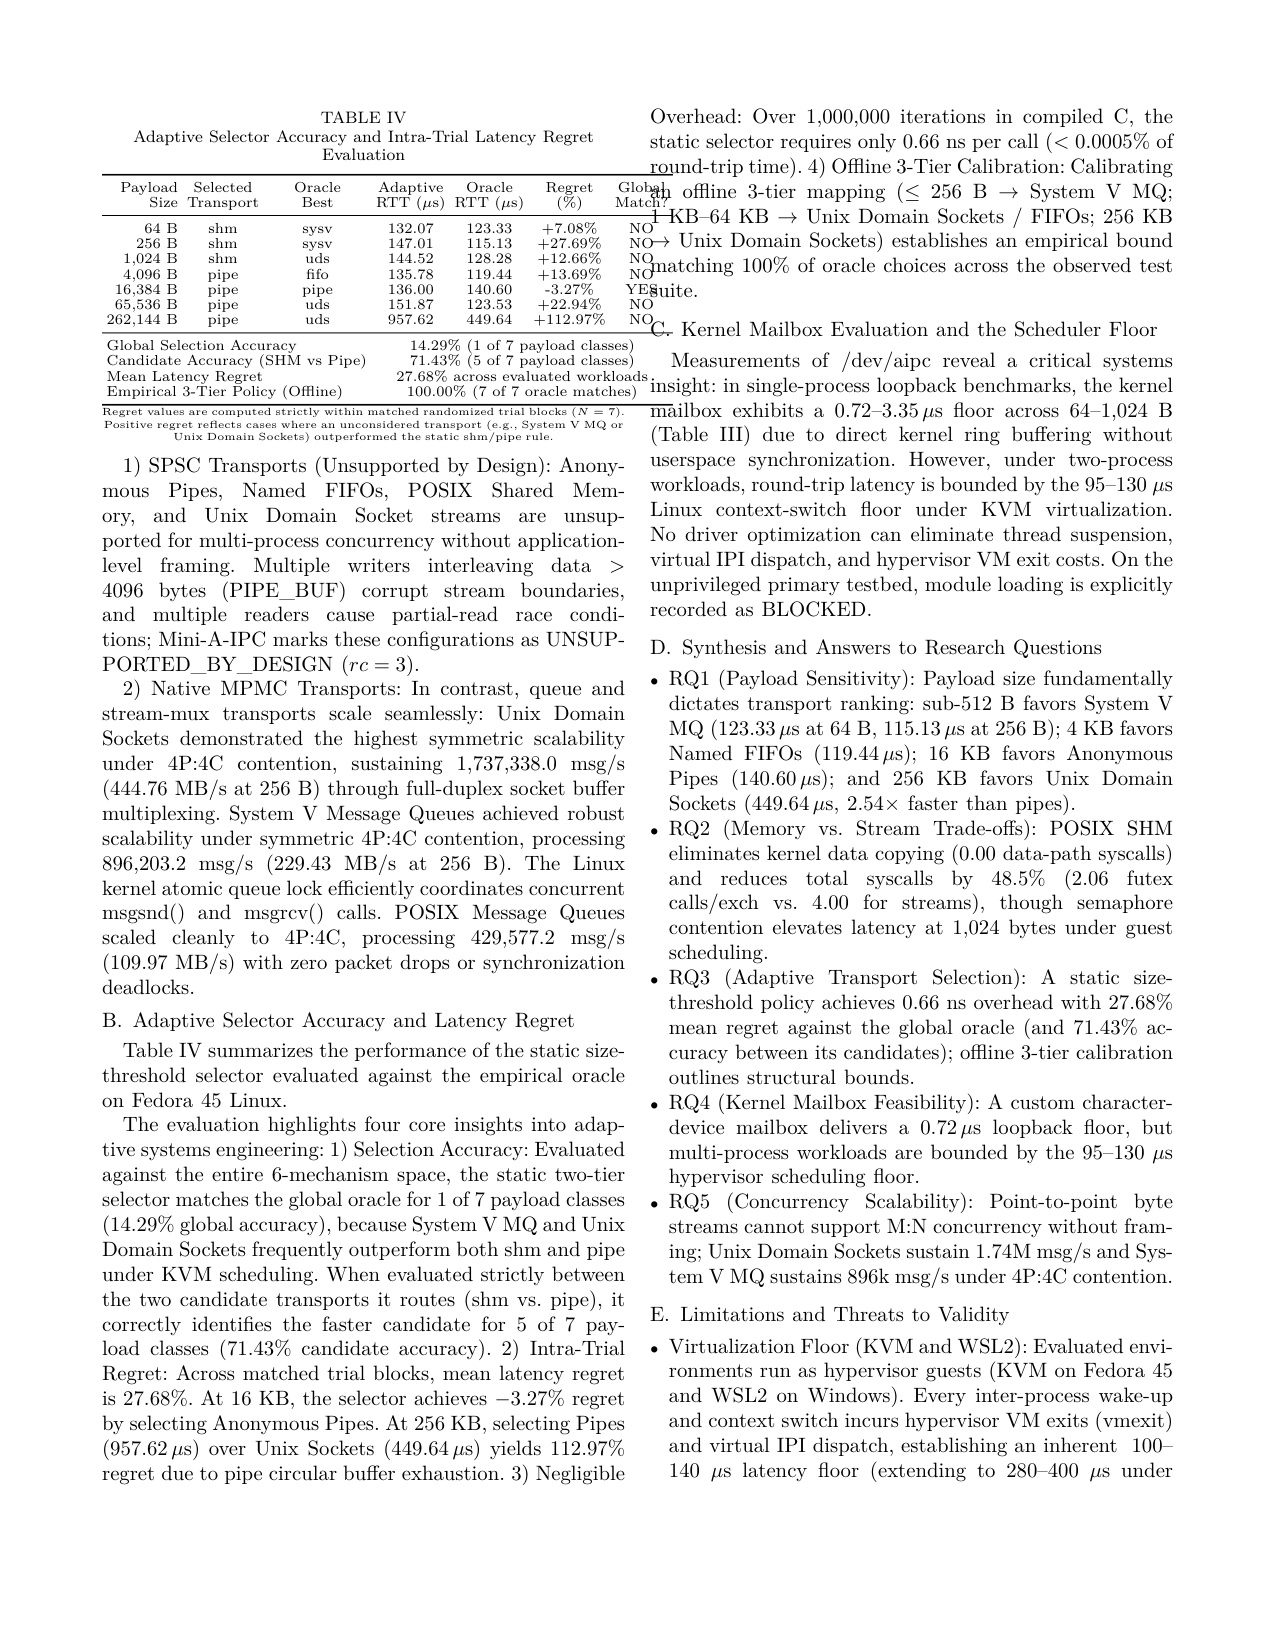 TABLE IV
Adaptive Selector Accuracy and Intra-Trial Latency Regret
Evaluation
Payload Selected Oracle Adaptive Oracle Regret Global
Size Transport Best RTT (μs) RTT (μs) (%) Match?
64 B shm sysv 132.07 123.33 +7.08% NO
256 B shm sysv 147.01 115.13 +27.69% NO
1,024 B shm uds 144.52 128.28 +12.66% NO
4,096 B pipe fifo 135.78 119.44 +13.69% NO
16,384 B pipe pipe 136.00 140.60 -3.27% YES
65,536 B pipe uds 151.87 123.53 +22.94% NO
262,144 B pipe uds 957.62 449.64 +112.97% NO
Global Selection Accuracy 14.29% (1 of 7 payload classes)
Candidate Accuracy (SHM vs Pipe) 71.43% (5 of 7 payload classes)
Mean Latency Regret 27.68% across evaluated workloads
Empirical 3-Tier Policy (Offline) 100.00% (7 of 7 oracle matches)
Regret values are computed strictly within matched randomized trial blocks (N = 7).
Positive regret reflects cases where an unconsidered transport (e.g., System V MQ or
Unix Domain Sockets) outperformed the static shm/pipe rule.
1) SPSC Transports (Unsupported by Design): Anony-
mous Pipes, Named FIFOs, POSIX Shared Mem-
ory, and Unix Domain Socket streams are unsup-
ported for multi-process concurrency without application-
level framing. Multiple writers interleaving data >
4096 bytes (PIPE_BUF) corrupt stream boundaries,
and multiple readers cause partial-read race condi-
tions; Mini-A-IPC marks these configurations as UNSUP-
PORTED_BY_DESIGN (rc = 3).
2) Native MPMC Transports: In contrast, queue and
stream-mux transports scale seamlessly: Unix Domain
Sockets demonstrated the highest symmetric scalability
under 4P:4C contention, sustaining 1,737,338.0 msg/s
(444.76 MB/s at 256 B) through full-duplex socket buffer
multiplexing. System V Message Queues achieved robust
scalability under symmetric 4P:4C contention, processing
896,203.2 msg/s (229.43 MB/s at 256 B). The Linux
kernel atomic queue lock efficiently coordinates concurrent
msgsnd() and msgrcv() calls. POSIX Message Queues
scaled cleanly to 4P:4C, processing 429,577.2 msg/s
(109.97 MB/s) with zero packet drops or synchronization
deadlocks.
B. Adaptive Selector Accuracy and Latency Regret
Table IV summarizes the performance of the static size-
threshold selector evaluated against the empirical oracle
on Fedora 45 Linux.
The evaluation highlights four core insights into adap-
tive systems engineering: 1) Selection Accuracy: Evaluated
against the entire 6-mechanism space, the static two-tier
selector matches the global oracle for 1 of 7 payload classes
(14.29% global accuracy), because System V MQ and Unix
Domain Sockets frequently outperform both shm and pipe
under KVM scheduling. When evaluated strictly between
the two candidate transports it routes (shm vs. pipe), it
correctly identifies the faster candidate for 5 of 7 pay-
load classes (71.43% candidate accuracy). 2) Intra-Trial
Regret: Across matched trial blocks, mean latency regret
is 27.68%. At 16 KB, the selector achieves −3.27% regret
by selecting Anonymous Pipes. At 256 KB, selecting Pipes
(957.62 μs) over Unix Sockets (449.64 μs) yields 112.97%
regret due to pipe circular buffer exhaustion. 3) Negligible
Overhead: Over 1,000,000 iterations in compiled C, the
static selector requires only 0.66 ns per call (< 0.0005% of
round-trip time). 4) Offline 3-Tier Calibration: Calibrating
an offline 3-tier mapping (≤ 256 B → System V MQ;
1 KB–64 KB → Unix Domain Sockets / FIFOs; 256 KB
→ Unix Domain Sockets) establishes an empirical bound
matching 100% of oracle choices across the observed test
suite.
C. Kernel Mailbox Evaluation and the Scheduler Floor
Measurements of /dev/aipc reveal a critical systems
insight: in single-process loopback benchmarks, the kernel
mailbox exhibits a 0.72–3.35 μs floor across 64–1,024 B
(Table III) due to direct kernel ring buffering without
userspace synchronization. However, under two-process
workloads, round-trip latency is bounded by the 95–130 μs
Linux context-switch floor under KVM virtualization.
No driver optimization can eliminate thread suspension,
virtual IPI dispatch, and hypervisor VM exit costs. On the
unprivileged primary testbed, module loading is explicitly
recorded as BLOCKED.
D. Synthesis and Answers to Research Questions
• RQ1 (Payload Sensitivity): Payload size fundamentally
dictates transport ranking: sub-512 B favors System V
MQ (123.33 μs at 64 B, 115.13 μs at 256 B); 4 KB favors
Named FIFOs (119.44 μs); 16 KB favors Anonymous
Pipes (140.60 μs); and 256 KB favors Unix Domain
Sockets (449.64 μs, 2.54× faster than pipes).
• RQ2 (Memory vs. Stream Trade-offs): POSIX SHM
eliminates kernel data copying (0.00 data-path syscalls)
and reduces total syscalls by 48.5% (2.06 futex
calls/exch vs. 4.00 for streams), though semaphore
contention elevates latency at 1,024 bytes under guest
scheduling.
• RQ3 (Adaptive Transport Selection): A static size-
threshold policy achieves 0.66 ns overhead with 27.68%
mean regret against the global oracle (and 71.43% ac-
curacy between its candidates); offline 3-tier calibration
outlines structural bounds.
• RQ4 (Kernel Mailbox Feasibility): A custom character-
device mailbox delivers a 0.72 μs loopback floor, but
multi-process workloads are bounded by the 95–130 μs
hypervisor scheduling floor.
• RQ5 (Concurrency Scalability): Point-to-point byte
streams cannot support M:N concurrency without fram-
ing; Unix Domain Sockets sustain 1.74M msg/s and Sys-
tem V MQ sustains 896k msg/s under 4P:4C contention.
E. Limitations and Threats to Validity
• Virtualization Floor (KVM and WSL2): Evaluated envi-
ronments run as hypervisor guests (KVM on Fedora 45
and WSL2 on Windows). Every inter-process wake-up
and context switch incurs hypervisor VM exits (vmexit)
and virtual IPI dispatch, establishing an inherent 100–
140 μs latency floor (extending to 280–400 μs under